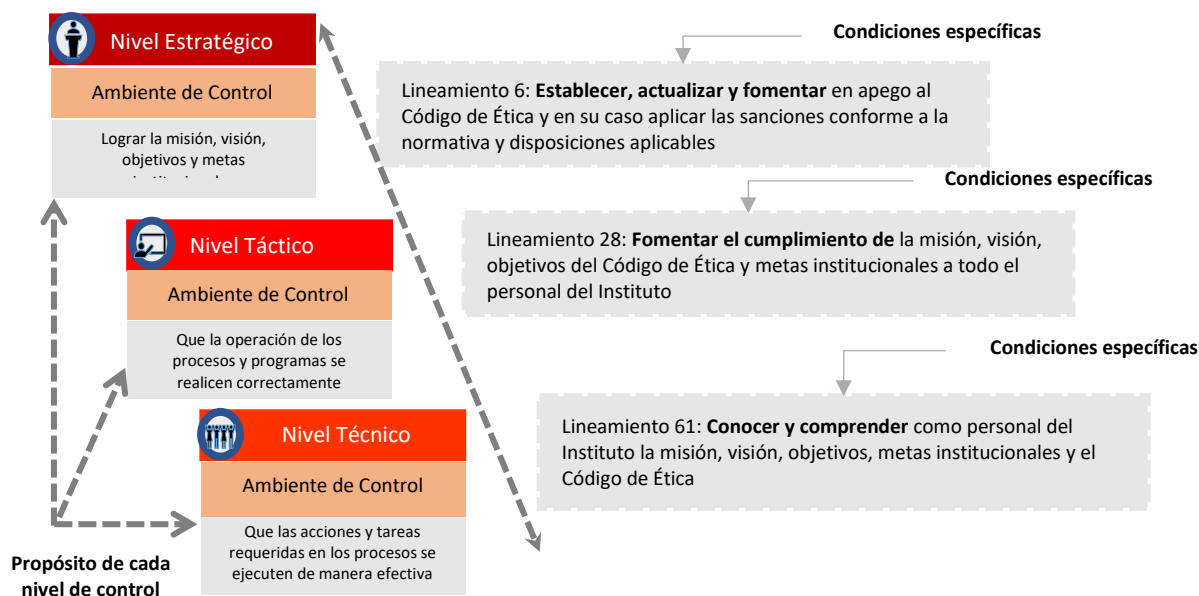 Nivel Estratégico
Ambiente de Control
Lograr la misión, visión,
objetivos y metas
Condiciones específicas
Lineamiento 6: Establecer, actualizar y fomentar en apego al
Código de Ética y en su caso aplicar las sanciones conforme a la
normativa y disposiciones aplicables
Nivel Táctico
Ambiente de Control
Que la operación de los
procesos y programas se
realicen correctamente
Condiciones específicas
Lineamiento 28: Fomentar el cumplimiento de la misión, visión,
objetivos del Código de Ética y metas institucionales a todo el
personal del Instituto
Nivel Técnico
Ambiente de Control
Que las acciones y tareas
requeridas en los procesos se
ejecuten de manera efectiva
Condiciones específicas
Lineamiento 61: Conocer y comprender como personal del
Instituto la misión, visión, objetivos, metas institucionales y el
Código de Ética
Propósito de cada
nivel de control